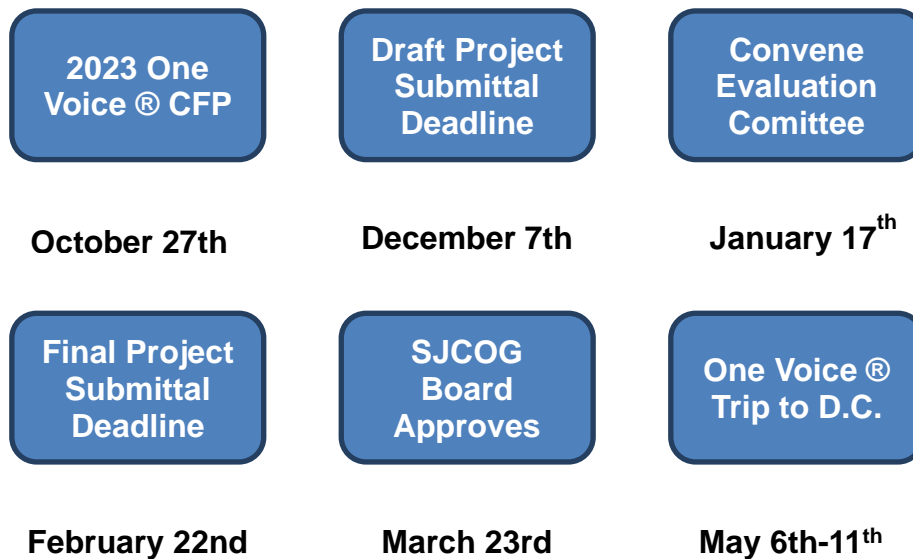 2023 One
Voice ® CFP
Draft Project
Submittal
Deadline
Convene
Evaluation
Comittee
October 27th
December 7th
January 17th
Final Project
Submittal
Deadline
SJCOG
Board
Approves
One Voice ®
Trip to D.C.
February 22nd
March 23rd
May 6th-11th